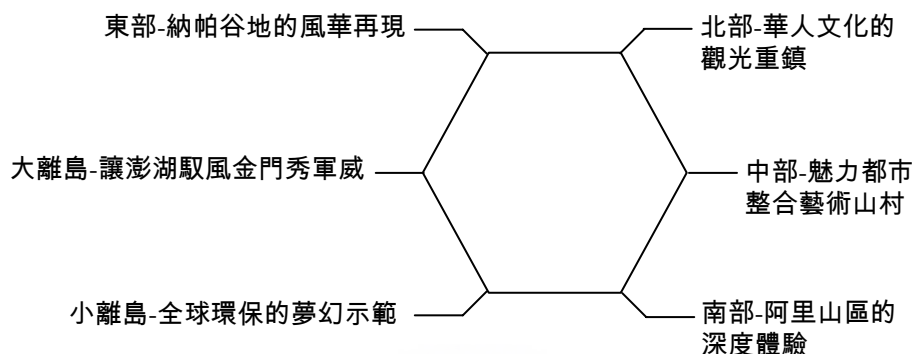 東部-納帕谷地的風華再現
北部-華人文化的
觀光重鎮
大離島-讓澎湖馭風金門秀軍威
中部-魅力都市
整合藝術山村
小離島-全球環保的夢幻示範
南部-阿里山區的
深度體驗